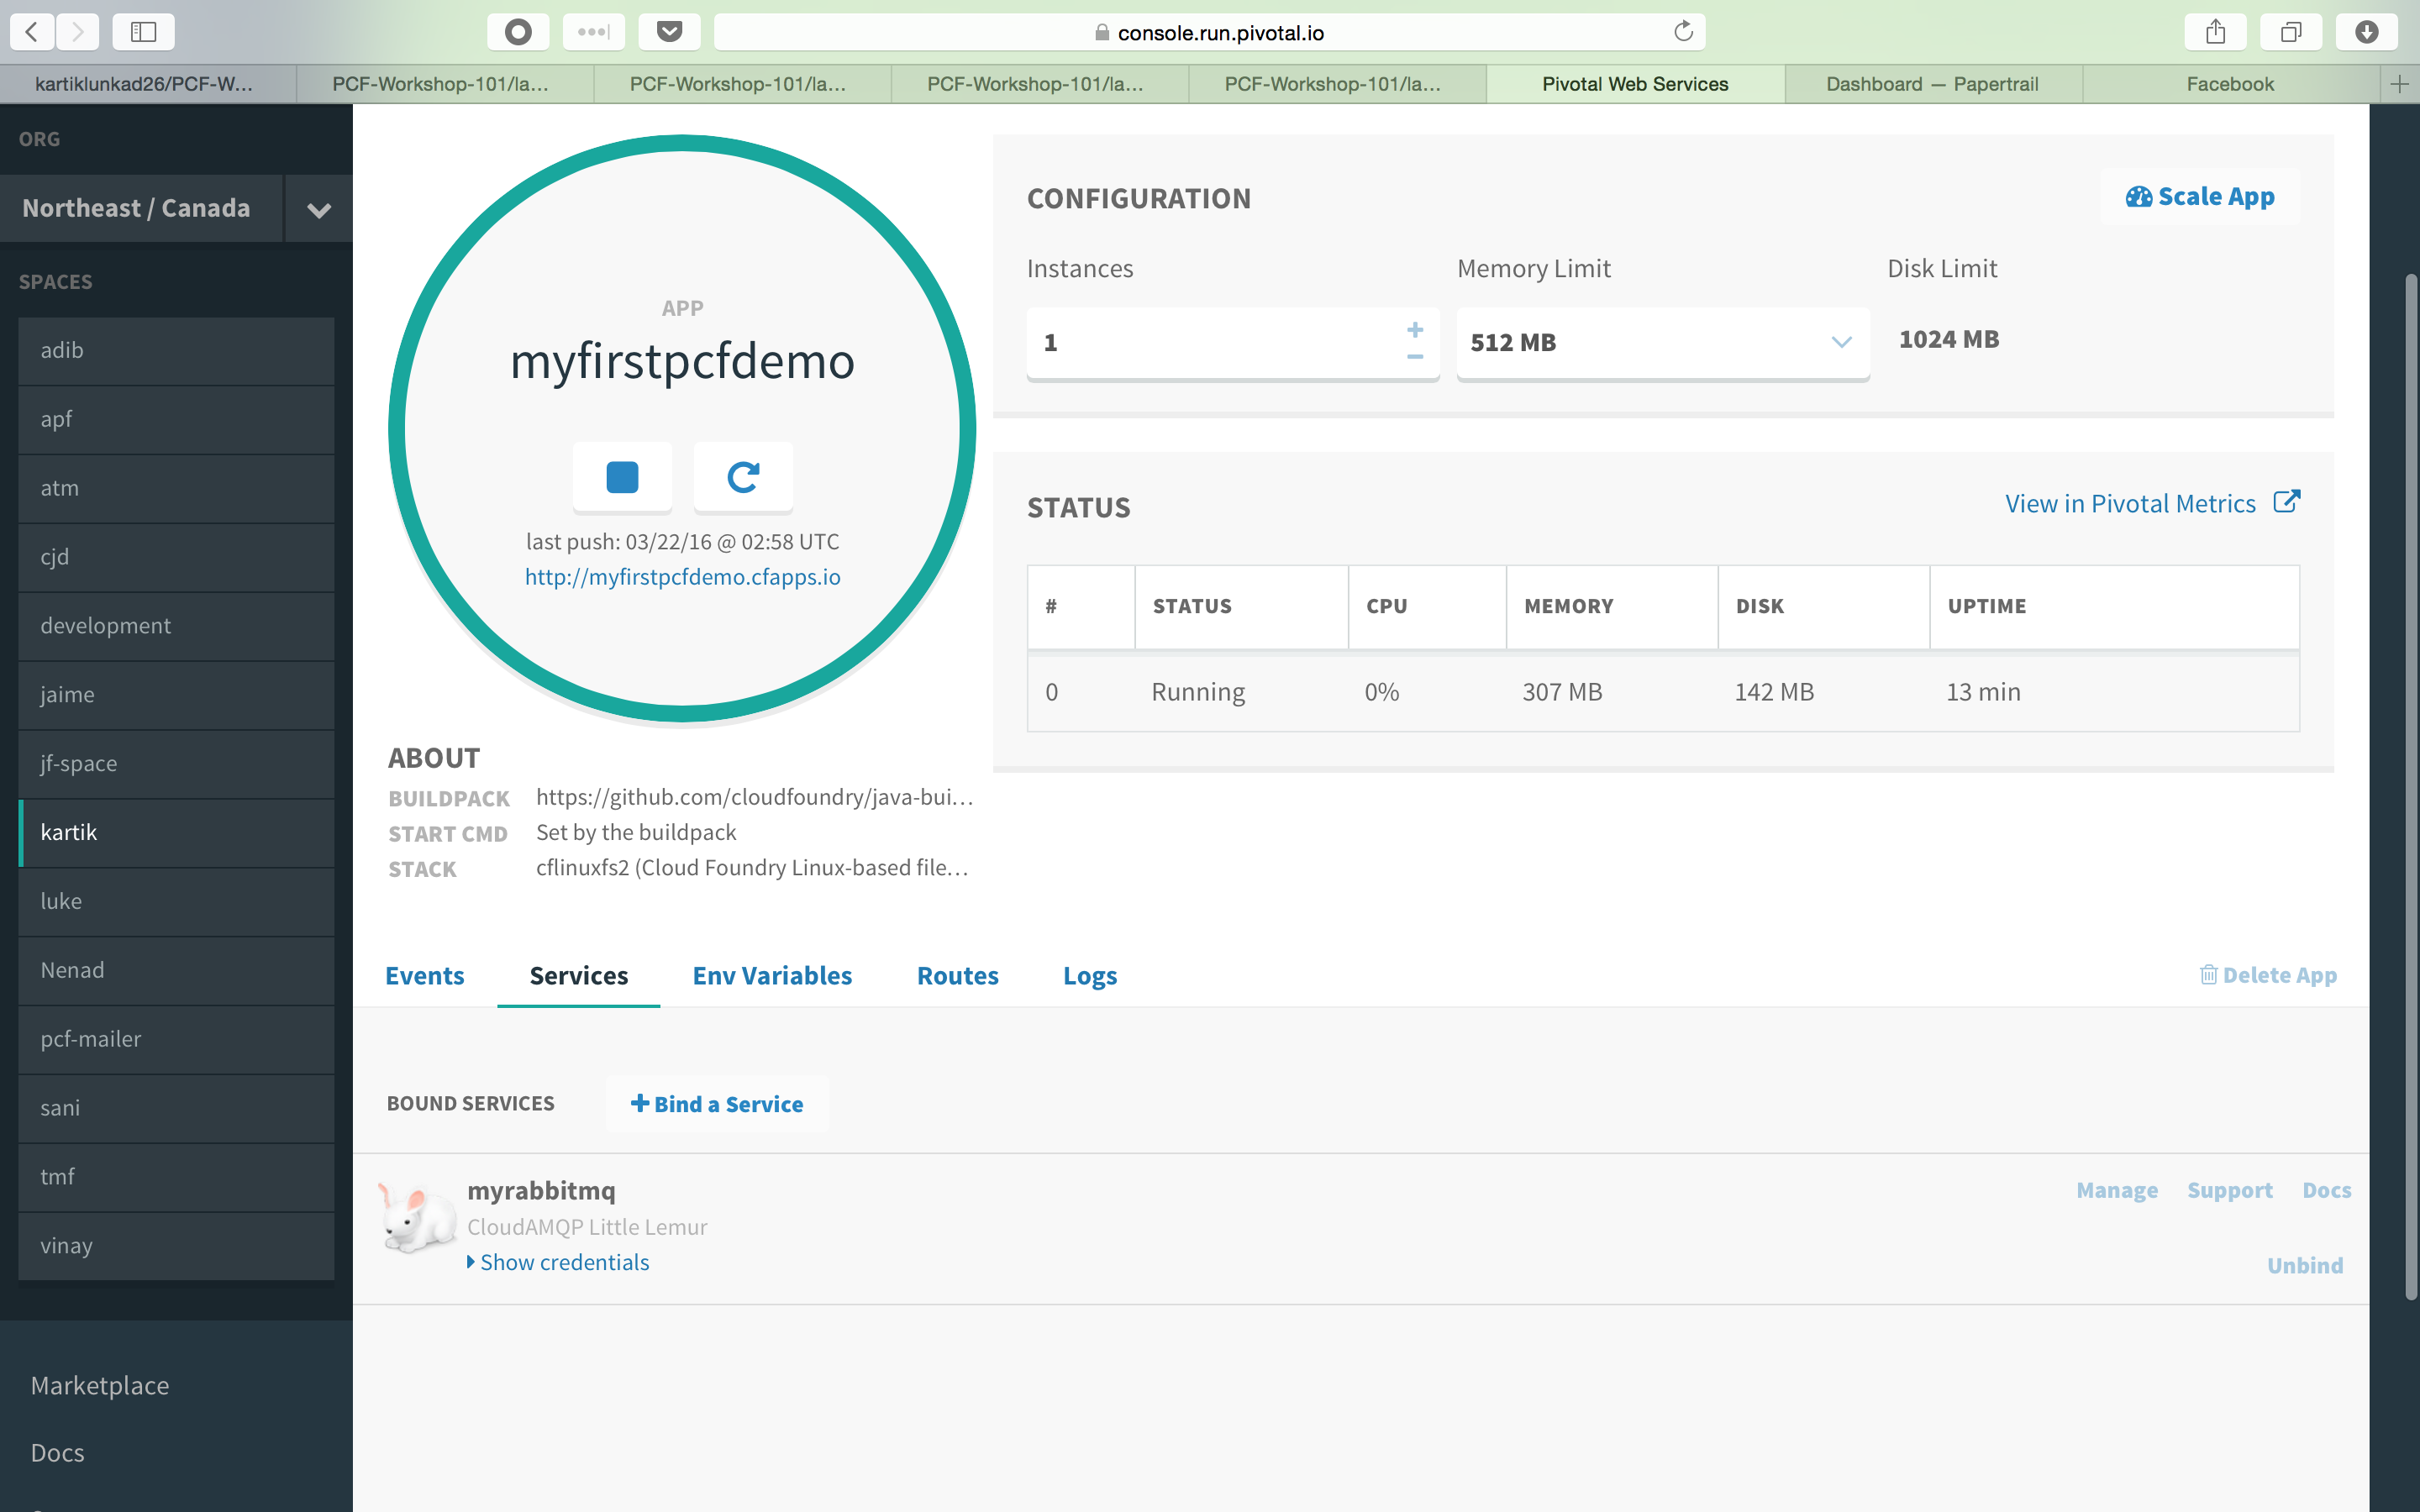 console.run.pivotal.io
kartiklunkad26/PCF-W...
PCF-Workshop-101/la...
PCF-Workshop-101/la...
PCF-Workshop-101/la...
PCF-Workshop-101/la...
Pivotal Web Services
Dashboard — Papertrail
Facebook
ORG
Northeast / Canada
SPACES
adib
apf
atm
cjd
development
jaime
jf-space
kartik
luke
Nenad
pcf-mailer
sani
tmf
vinay
Marketplace
Docs
APP
myfirstpcfdemo
last push: 03/22/16 @ 02:58 UTC
http://myfirstpcfdemo.cfapps.io
CONFIGURATION
Scale App
Instances Memory Limit Disk Limit
1 512 MB 1024 MB
STATUS
View in Pivotal Metrics
# STATUS CPU MEMORY DISK UPTIME
0 Running 0% 307 MB 142 MB 13 min
ABOUT
BUILDPACK https://github.com/cloudfoundry/java-bui...
START CMD Set by the buildpack
STACK cflinuxfs2 (Cloud Foundry Linux-based file...
Events Services Env Variables Routes Logs
Delete App
BOUND SERVICES
Bind a Service
myrabbitmq
CloudAMQP Little Lemur
Show credentials
Manage Support Docs
Unbind